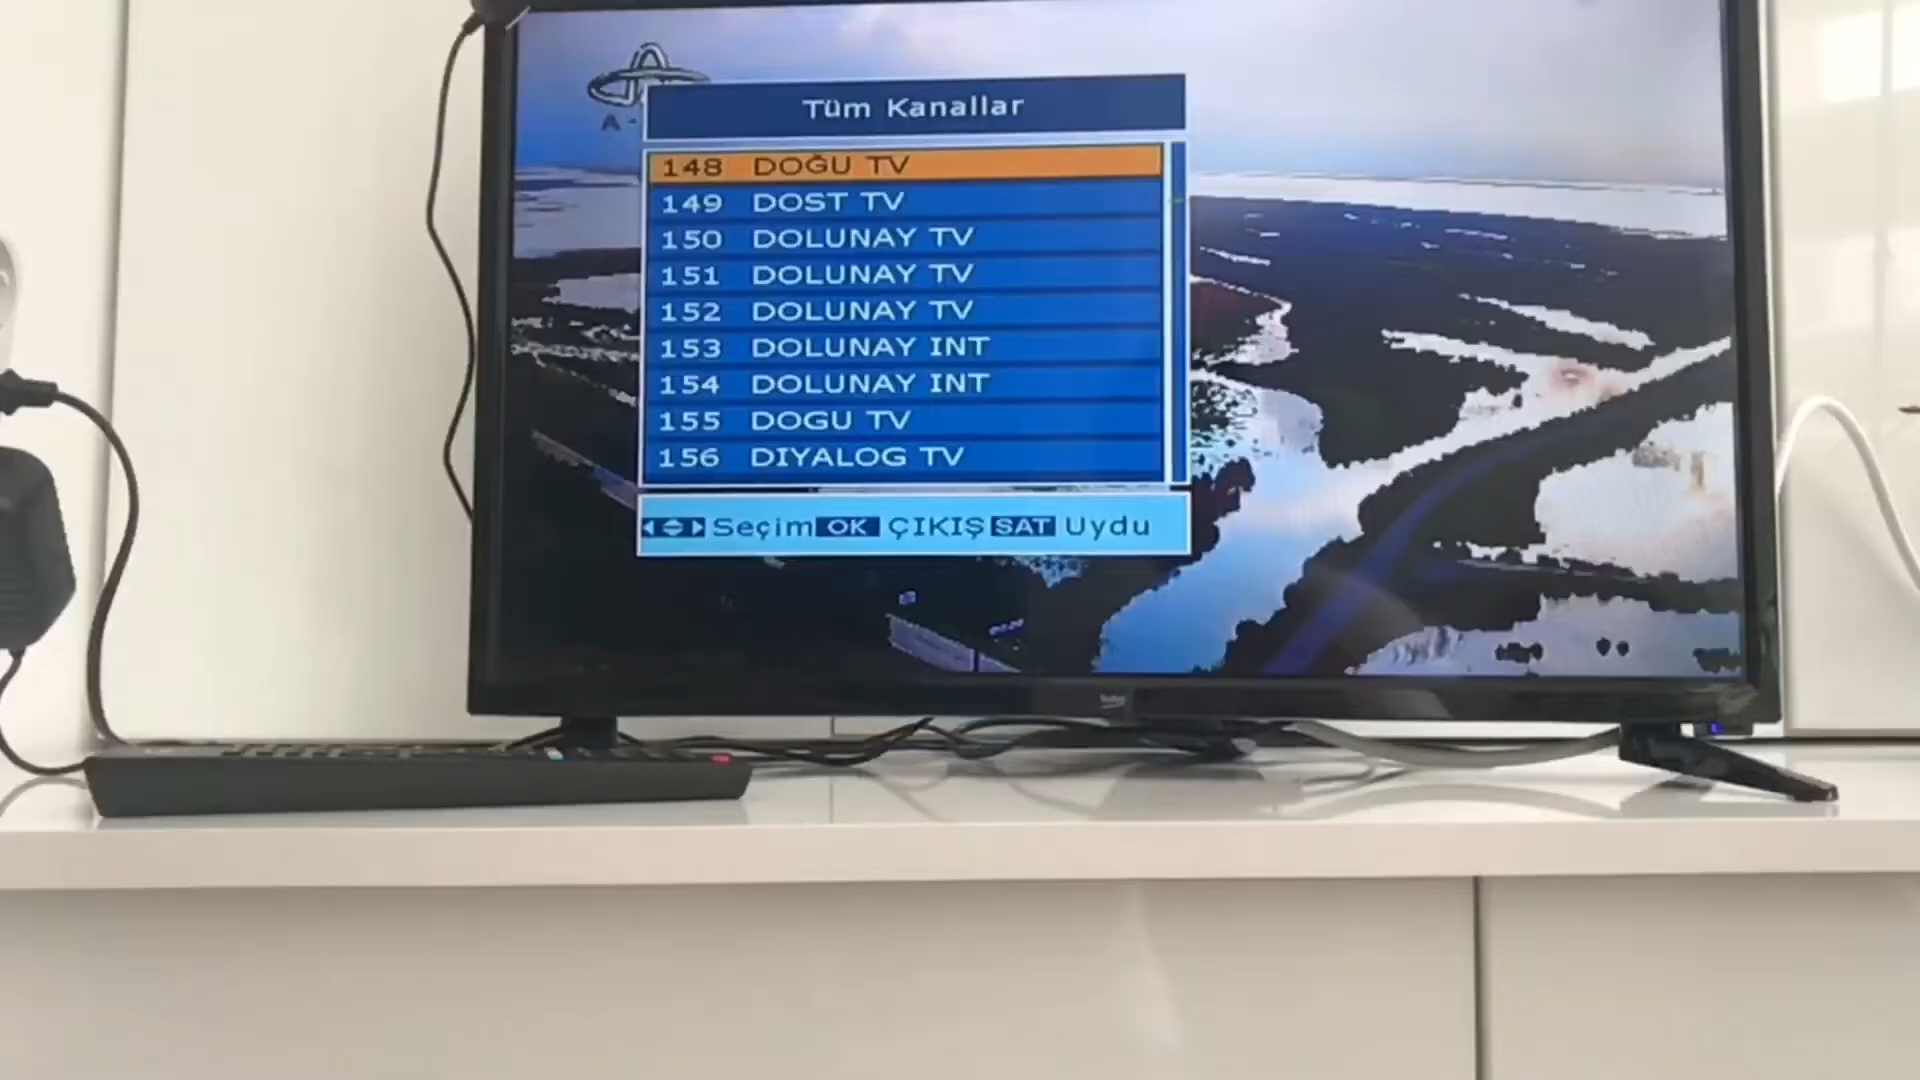 A-
Tüm Kanallar
148 DOĞU TV
149 DOST TV
150 DOLUNAY TV
151 DOLUNAY TV
152 DOLUNAY TV
153 DOLUNAY INT
154 DOLUNAY INT
155 DOGU TV
156 DIYALOG TV
Seçim OK ÇIKIŞ SAT Uydu
beko